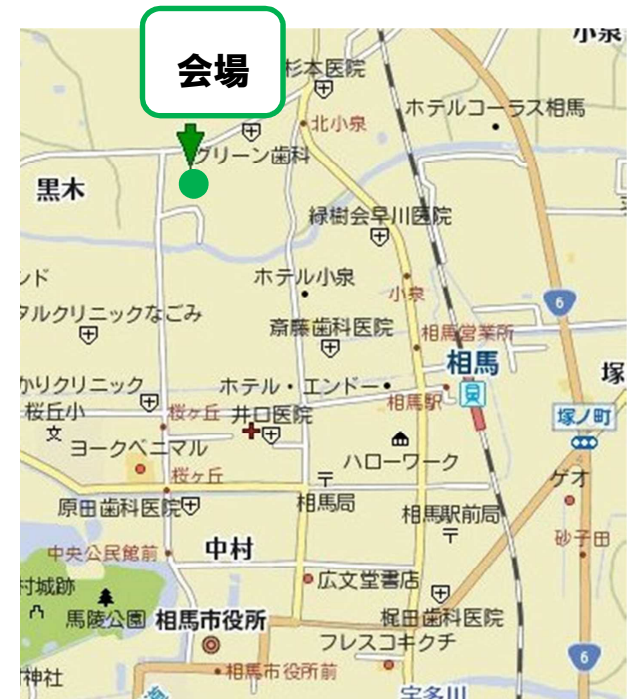 会場
小泉
杉本医院
ホテルコーラス相馬
北小泉
グリーン歯科
黒木
緑樹会早川医院
ンド
ホテル小泉
小泉
6
タルクリニックなごみ
斎藤歯科医院
相馬営業所
相馬
塚
かりクリニック
ホテル・エンドー
相馬駅
桜丘小
桜ヶ丘
井口医院
塚ノ町
文
ヨークベニマル
ハローワーク
桜ヶ丘
ゲオ
原田歯科医院
相馬局
相馬駅前局
砂子田
中央公民館前
中村
村城跡
広文堂書店
馬陵公園
相馬市役所
梶田歯科医院
フレスコキクチ
6
神社
相馬市役所前
宇多川